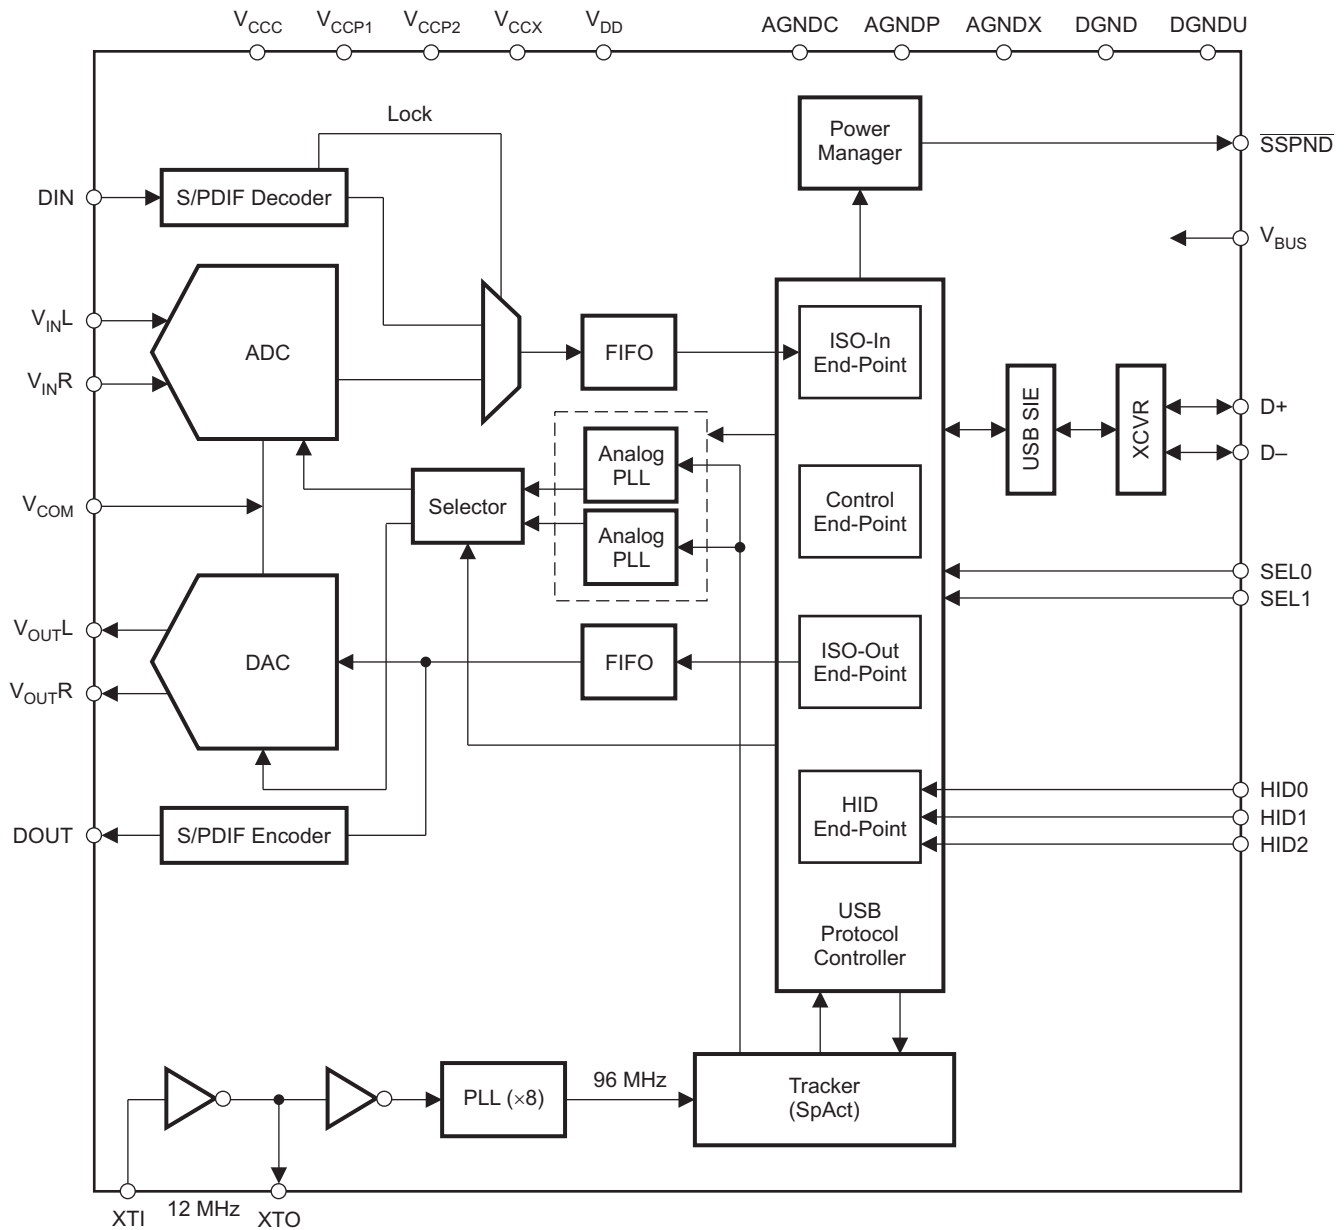 VCCC VCCP1 VCCP2 VCCX VDD AGNDC AGNDP AGNDX DGND DGNDU
Lock
Power
Manager
SSPND
DIN
S/PDIF Decoder
VBUS
VINL
VINR
ADC
FIFO
ISO-In
End-Point
USB SIE
XCVR
D+
D–
Analog
PLL
VCOM
Selector
Analog
PLL
Control
End-Point
SEL0
SEL1
VOUTL
VOUTR
DAC
FIFO
ISO-Out
End-Point
HID
End-Point
HID0
HID1
HID2
DOUT
S/PDIF Encoder
USB
Protocol
Controller
PLL (×8)
96 MHz
Tracker
(SpAct)
XTI
12 MHz
XTO